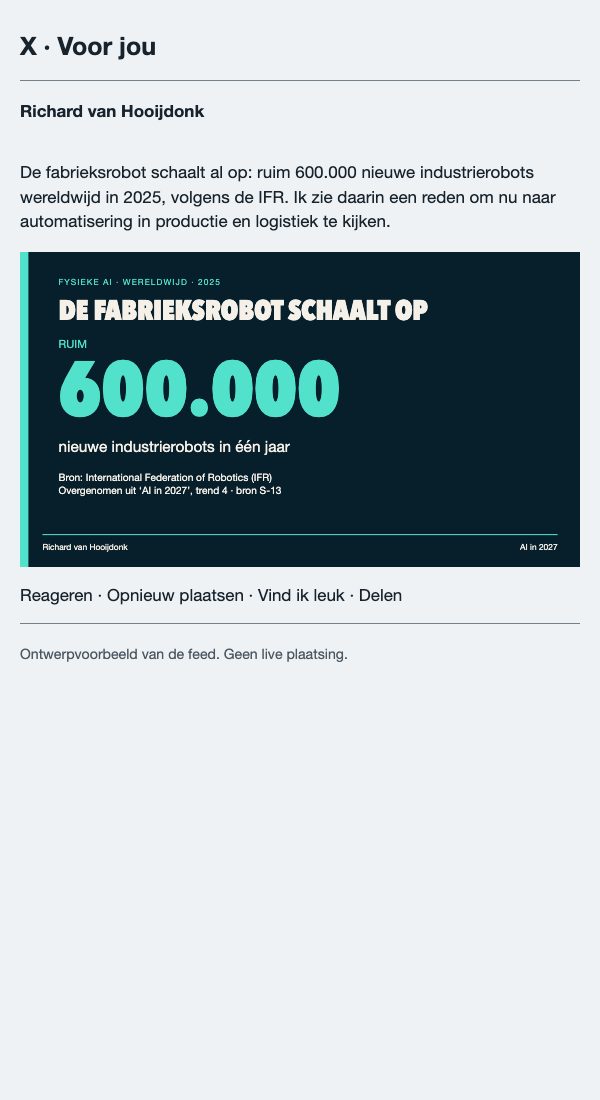 X · Voor jou
Richard van Hooijdonk
De fabrieksrobot schaalt al op: ruim 600.000 nieuwe industrierobots
wereldwijd in 2025, volgens de IFR. Ik zie daarin een reden om nu naar
automatisering in productie en logistiek te kijken.
FYSIEKE AI · WERELDWIJD · 2025
DE FABRIEKSROBOT SCHAALT OP
RUIM
600.000
nieuwe industrierobots in één jaar
Bron: International Federation of Robotics (IFR)
Overgenomen uit ‘AI in 2027’, trend 4 · bron S-13
Richard van Hooijdonk
AI in 2027
Reageren · Opnieuw plaatsen · Vind ik leuk · Delen
Ontwerpvoorbeeld van de feed. Geen live plaatsing.